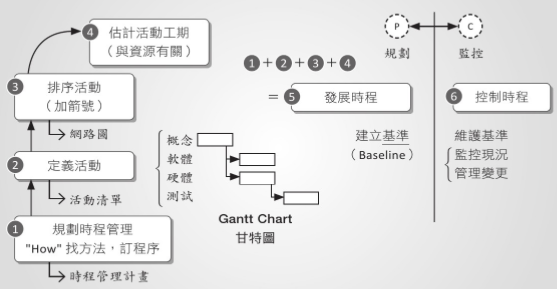 4 估計活動工期
（與資源有關）
3 排序活動
（加箭號）
網路圖
2 定義活動
活動清單
1 規劃時程管理
"How" 找方法，訂程序
時程管理計畫
概念
軟體
硬體
測試
Gantt Chart
甘特圖
1 + 2 + 3 + 4
= 5 發展時程
建立基準
（Baseline）
P
規劃
C
監控
6 控制時程
維護基準
監控現況
管理變更